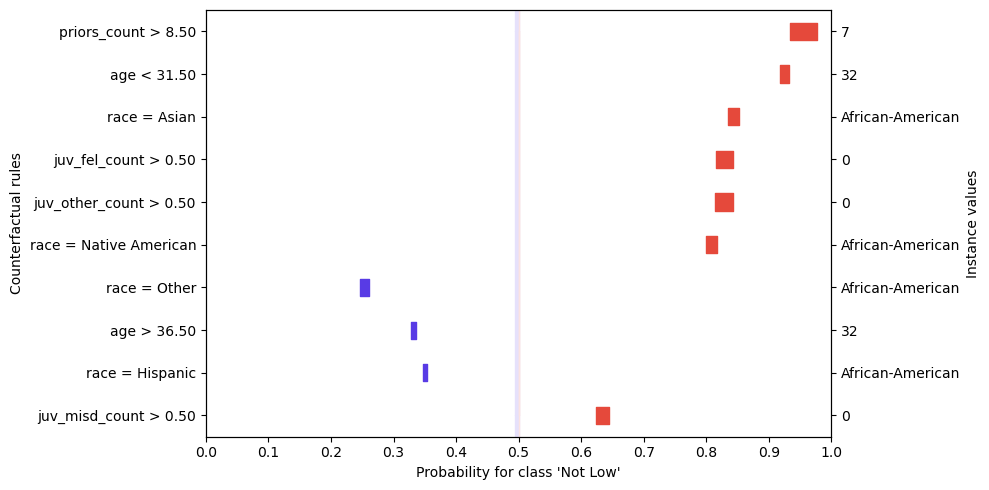 priors_count > 8.50 7
age < 31.50 32
race = Asian African-American
juv_fel_count > 0.50 0
juv_other_count > 0.50 0
race = Native American African-American
race = Other African-American
age > 36.50 32
race = Hispanic African-American
juv_misd_count > 0.50 0
Counterfactual rules
Instance values
0.0 0.1 0.2 0.3 0.4 0.5 0.6 0.7 0.8 0.9 1.0
Probability for class 'Not Low'